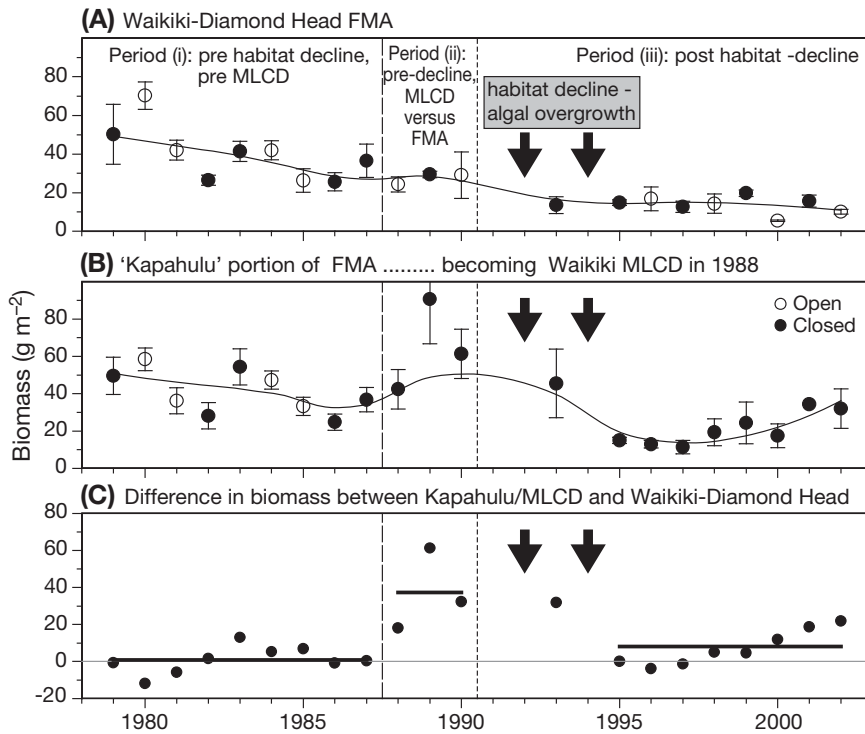 (A) Waikiki-Diamond Head FMA
Period (i): pre habitat decline,
pre MLCD
Period (ii):
pre-decline,
MLCD
versus
FMA
Period (iii): post habitat -decline
habitat decline -
algal overgrowth
80
60
40
20
0
(B) ‘Kapahulu’ portion of FMA ......... becoming Waikiki MLCD in 1988
Open
Closed
80
60
40
20
0
Biomass (g m–2)
(C) Difference in biomass between Kapahulu/MLCD and Waikiki-Diamond Head
80
60
40
20
0
-20
1980 1985 1990 1995 2000